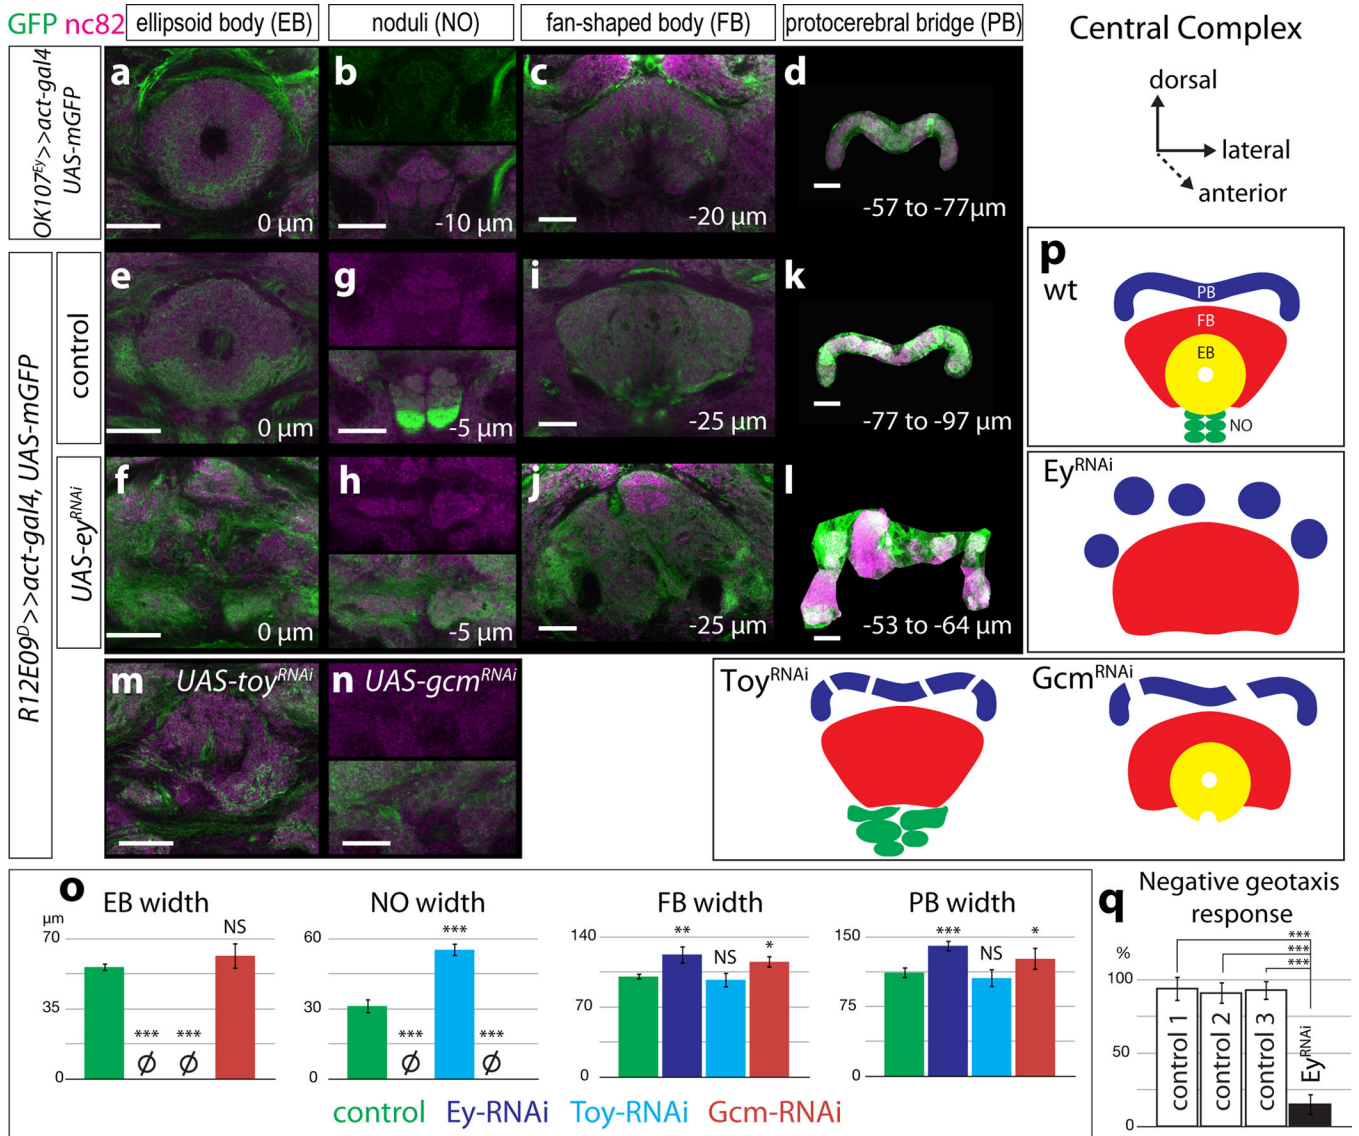 GFP nc82
ellipsoid body (EB)
noduli (NO)
fan-shaped body (FB)
protocerebral bridge (PB)
Central Complex
OK107ᴱʸ>>act-gal4
UAS-mGFP
a
0 µm
b
-10 µm
c
-20 µm
d
-57 to -77µm
dorsal
lateral
anterior
R12E09ᴰ>>act-gal4, UAS-mGFP
control
e
0 µm
g
-5 µm
i
-25 µm
k
-77 to -97 µm
UAS-eyᴿᴺᴬⁱ
f
0 µm
h
-5 µm
j
-25 µm
l
-53 to -64 µm
m UAS-toyᴿᴺᴬⁱ
n UAS-gcmᴿᴺᴬⁱ
p
wt
PB
FB
EB
NO
Eyᴿᴺᴬⁱ
Toyᴿᴺᴬⁱ
Gcmᴿᴺᴬⁱ
o
EB width
µm
70
35
0
***
ϕ
***
ϕ
NS
NO width
60
30
0
***
ϕ
***
***
ϕ
FB width
140
70
0
**
NS
*
PB width
150
75
0
***
NS
*
control Ey-RNAi Toy-RNAi Gcm-RNAi
q
Negative geotaxis
response
***
***
***
%
100
50
0
control 1
control 2
control 3
Eyᴿᴺᴬⁱ